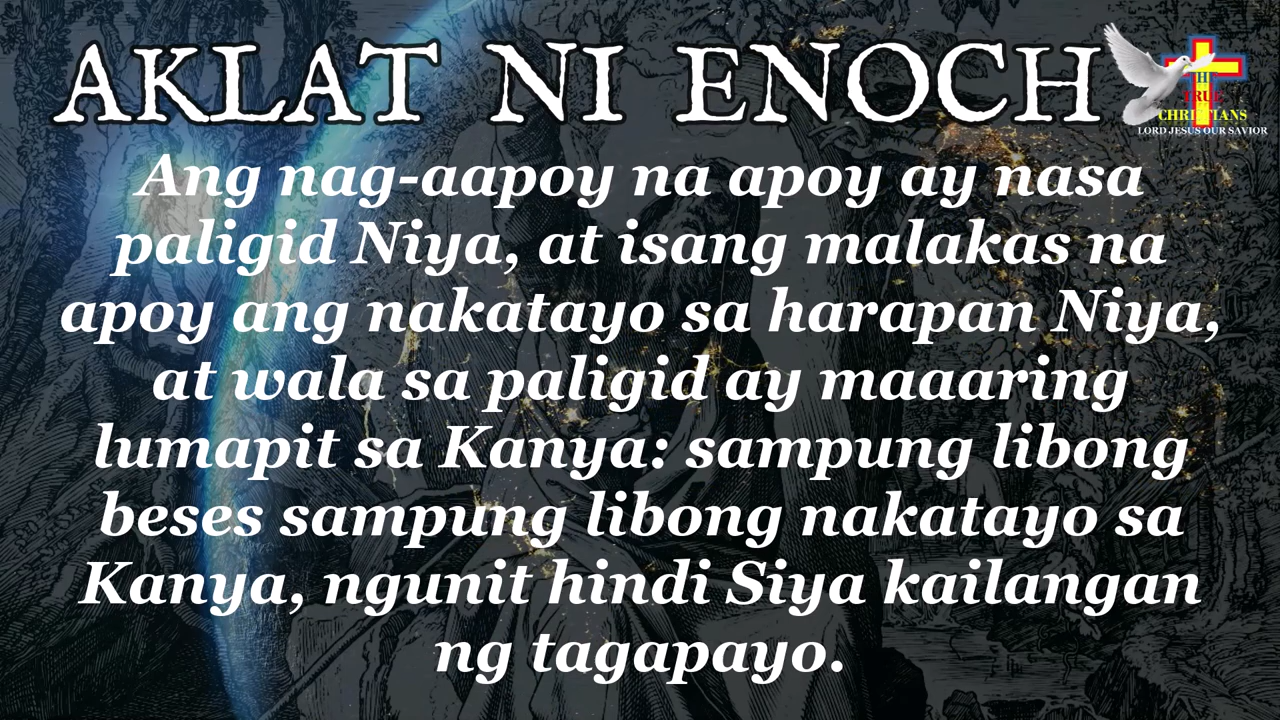 AKLAT NI ENOCH
TRUE
CHRISTIANS
LORD JESUS OUR SAVIOR
Ang nag-aapoy na apoy ay nasa
paligid Niya, at isang malakas na
apoy ang nakatayo sa harapan Niya,
at wala sa paligid ay maaaring
lumapit sa Kanya: sampung libong
beses sampung libong nakatayo sa
Kanya, ngunit hindi Siya kailangan
ng tagapayo.